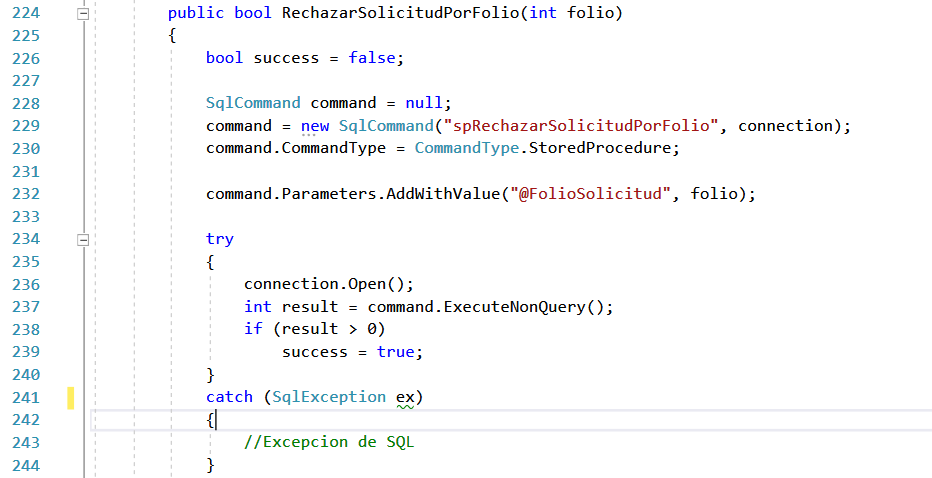 224 public bool RechazarSolicitudPorFolio(int folio)
225 {
226 bool success = false;
227
228 SqlCommand command = null;
229 command = new SqlCommand("spRechazarSolicitudPorFolio", connection);
230 command.CommandType = CommandType.StoredProcedure;
231
232 command.Parameters.AddWithValue("@FolioSolicitud", folio);
233
234 try
235 {
236 connection.Open();
237 int result = command.ExecuteNonQuery();
238 if (result > 0)
239 success = true;
240 }
241 catch (SqlException ex)
242 {
243 //Excepcion de SQL
244 }